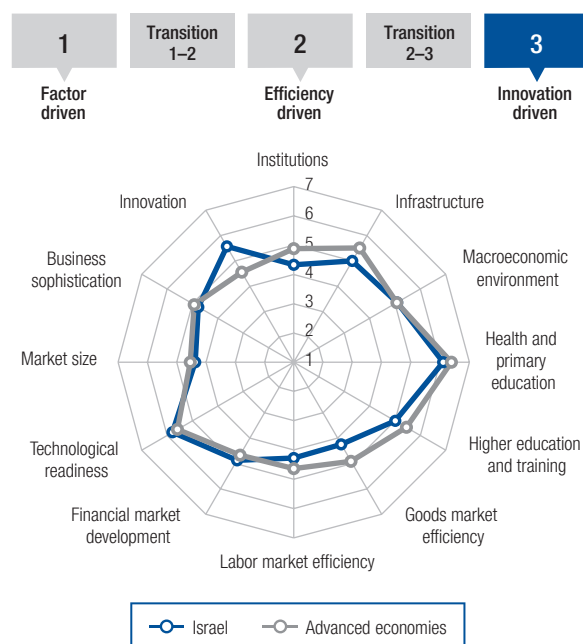 1
Transition
1–2
2
Transition
2–3
3
Factor
driven
Efficiency
driven
Innovation
driven
Institutions
Infrastructure
Macroeconomic
environment
Health and
primary
education
Higher education
and training
Goods market
efficiency
Labor market efficiency
Financial market
development
Technological
readiness
Market size
Business
sophistication
Innovation
7
6
5
4
3
2
1
Israel
Advanced economies